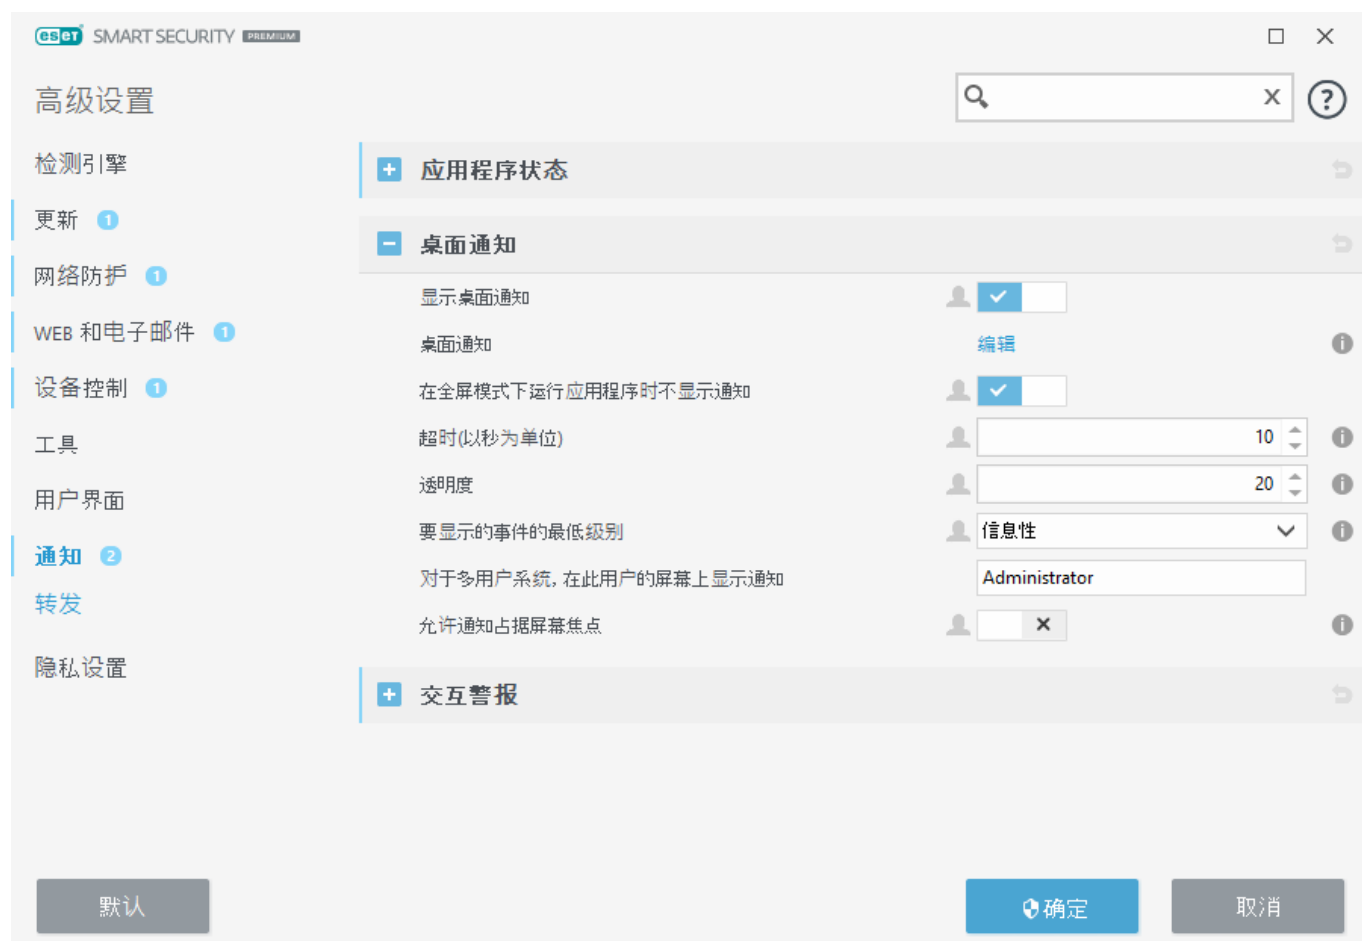 eset SMART SECURITY PREMIUM
高级设置
检测引擎
更新 1
网络防护 1
WEB 和电子邮件 1
设备控制 1
工具
用户界面
通知 2
转发
隐私设置
应用程序状态
桌面通知
显示桌面通知
桌面通知 编辑
在全屏模式下运行应用程序时不显示通知
超时(以秒为单位) 10
透明度 20
要显示的事件的最低级别 信息性
对于多用户系统, 在此用户的屏幕上显示通知 Administrator
允许通知占据屏幕焦点
交互警报
默认 确定 取消